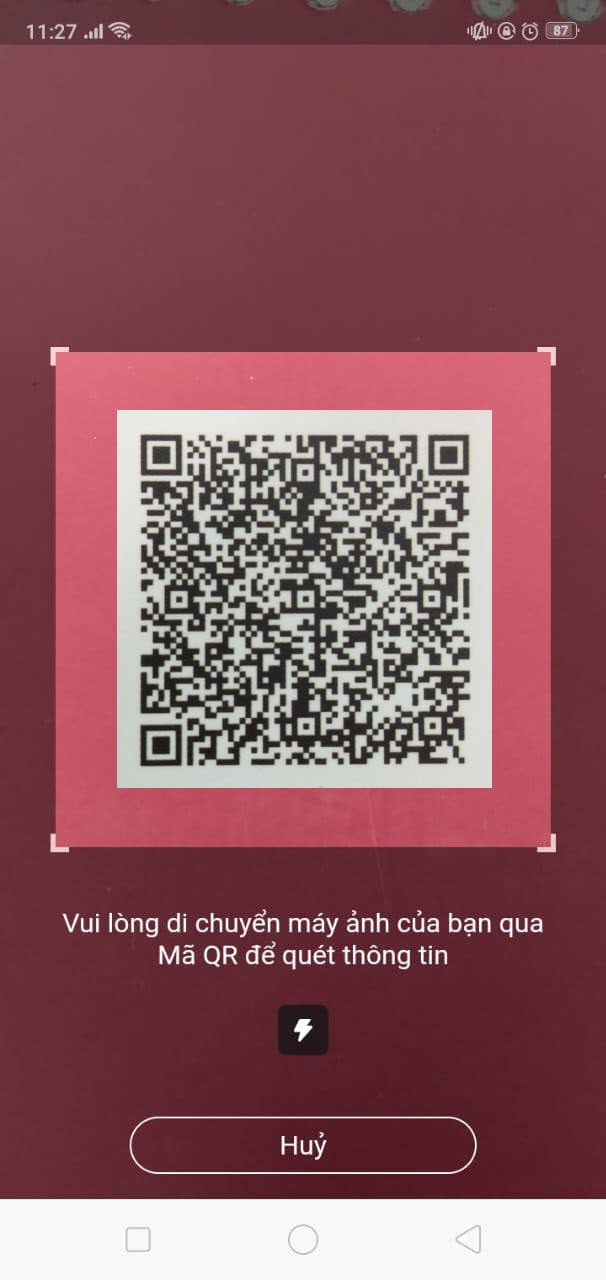 11:27
87
Vui lòng di chuyển máy ảnh của bạn qua
Mã QR để quét thông tin
Huỷ